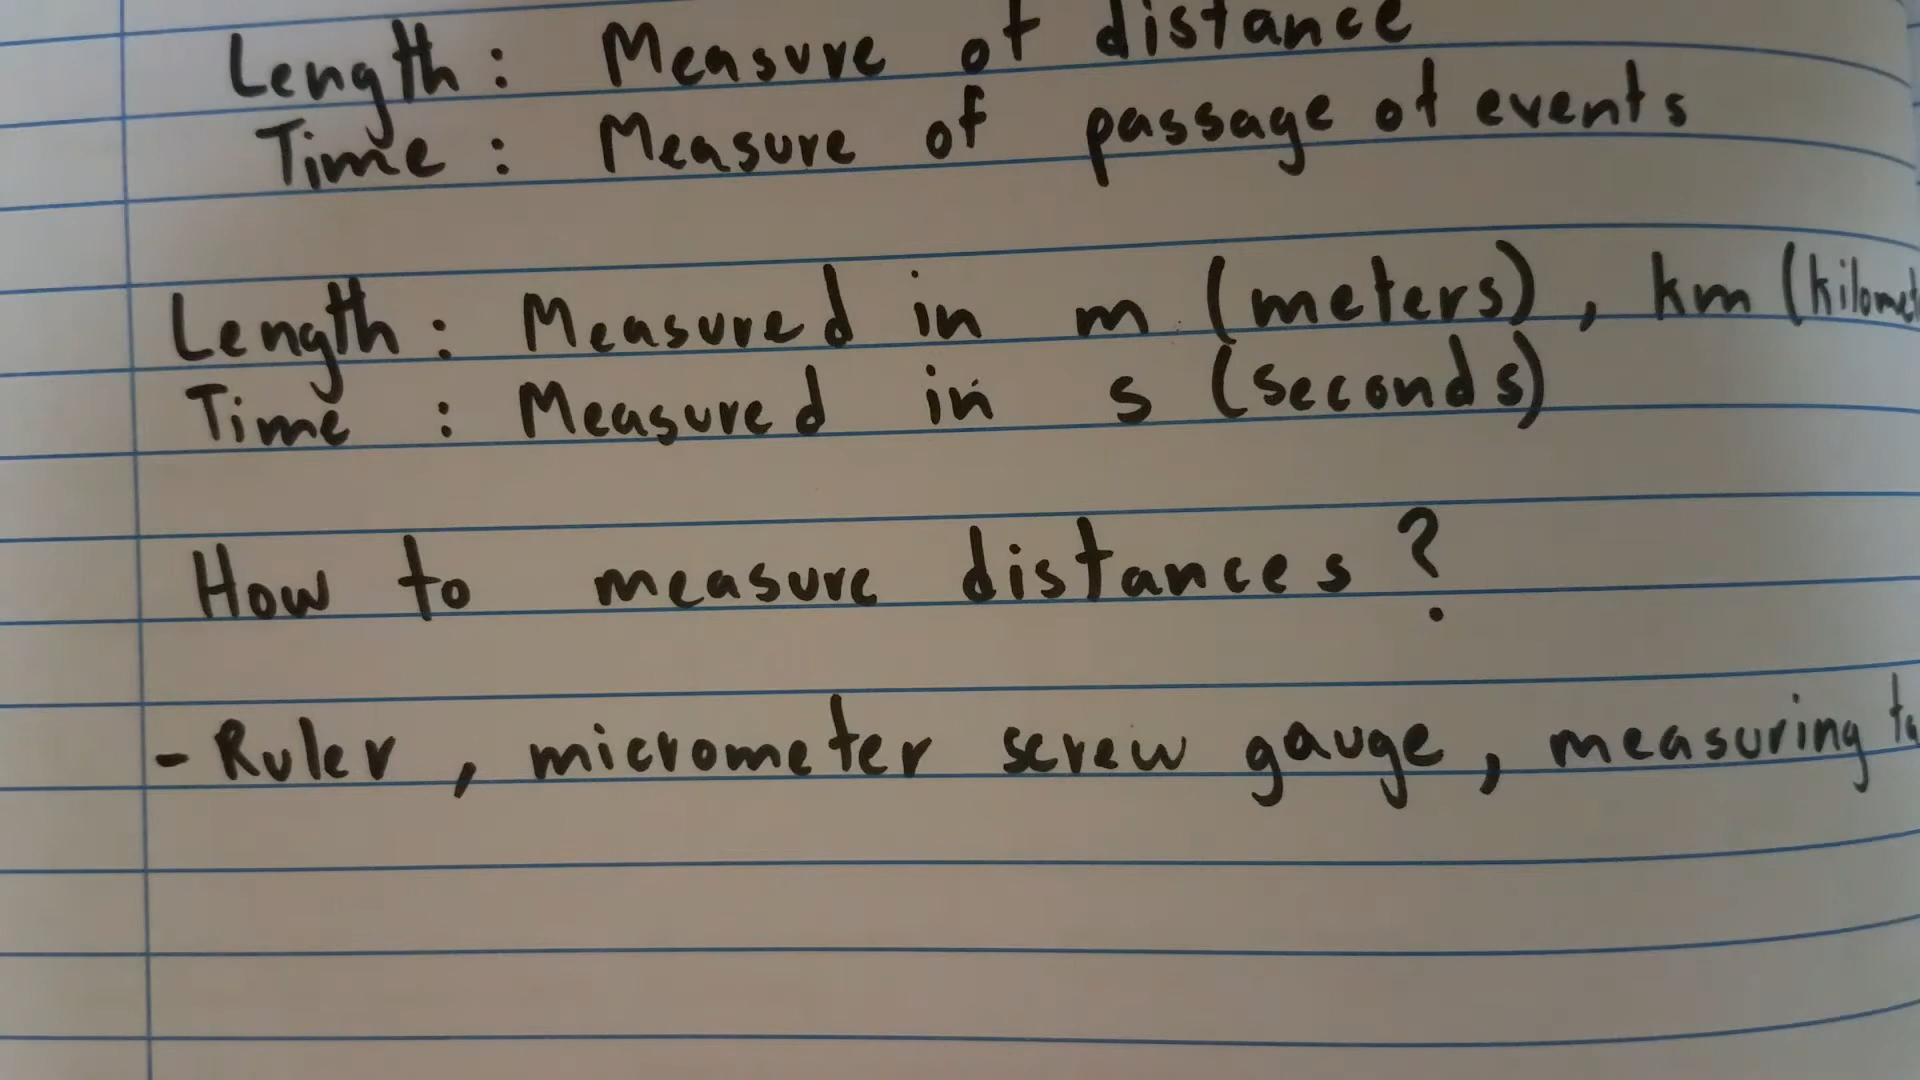 Length: Measure of distance
Time: Measure of passage of events
Length: Measured in m (meters), km
Time: Measured in s (seconds)
How to measure distances?
- Ruler, micrometer screw gauge, measuring